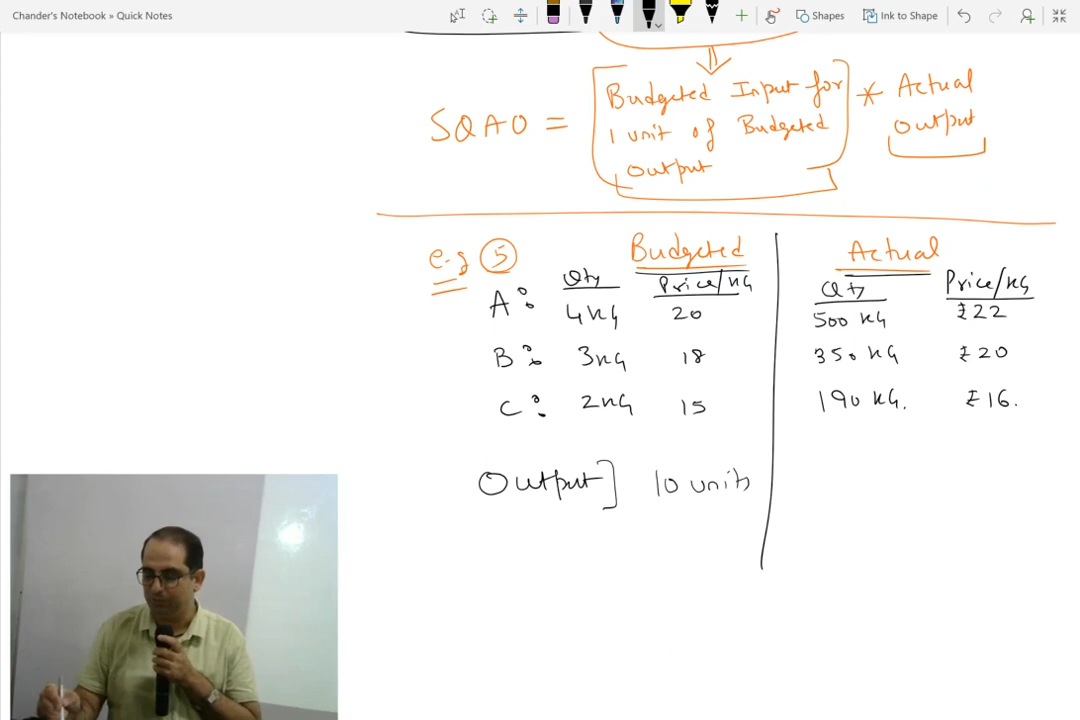 Chander's Notebook » Quick Notes
Shapes
Ink to Shape
SQAO = [Budgeted Input for 1 unit of Budgeted Output] * Actual Output
e.g 5 Budgeted Actual
Qty Price/KG Qty Price/KG
A: 4KG 20 500 KG ₹22
B: 3KG 18 350 KG ₹20
C: 2KG 15 190 KG. ₹16.
Output] 10 units